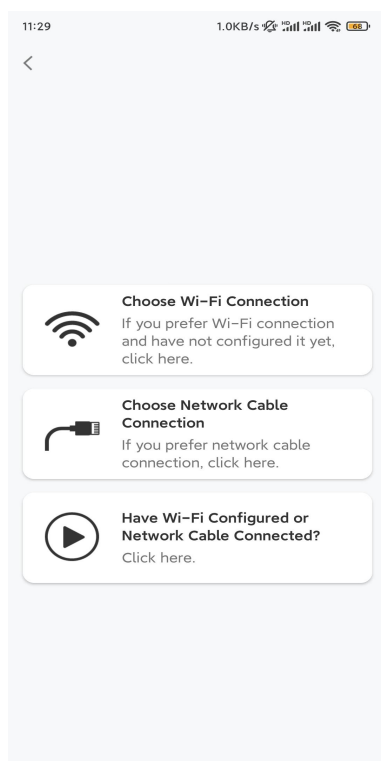 11:29
1.0KB/s HD HD 68
Choose Wi-Fi Connection
If you prefer Wi-Fi connection
and have not configured it yet,
click here.
Choose Network Cable
Connection
If you prefer network cable
connection, click here.
Have Wi-Fi Configured or
Network Cable Connected?
Click here.